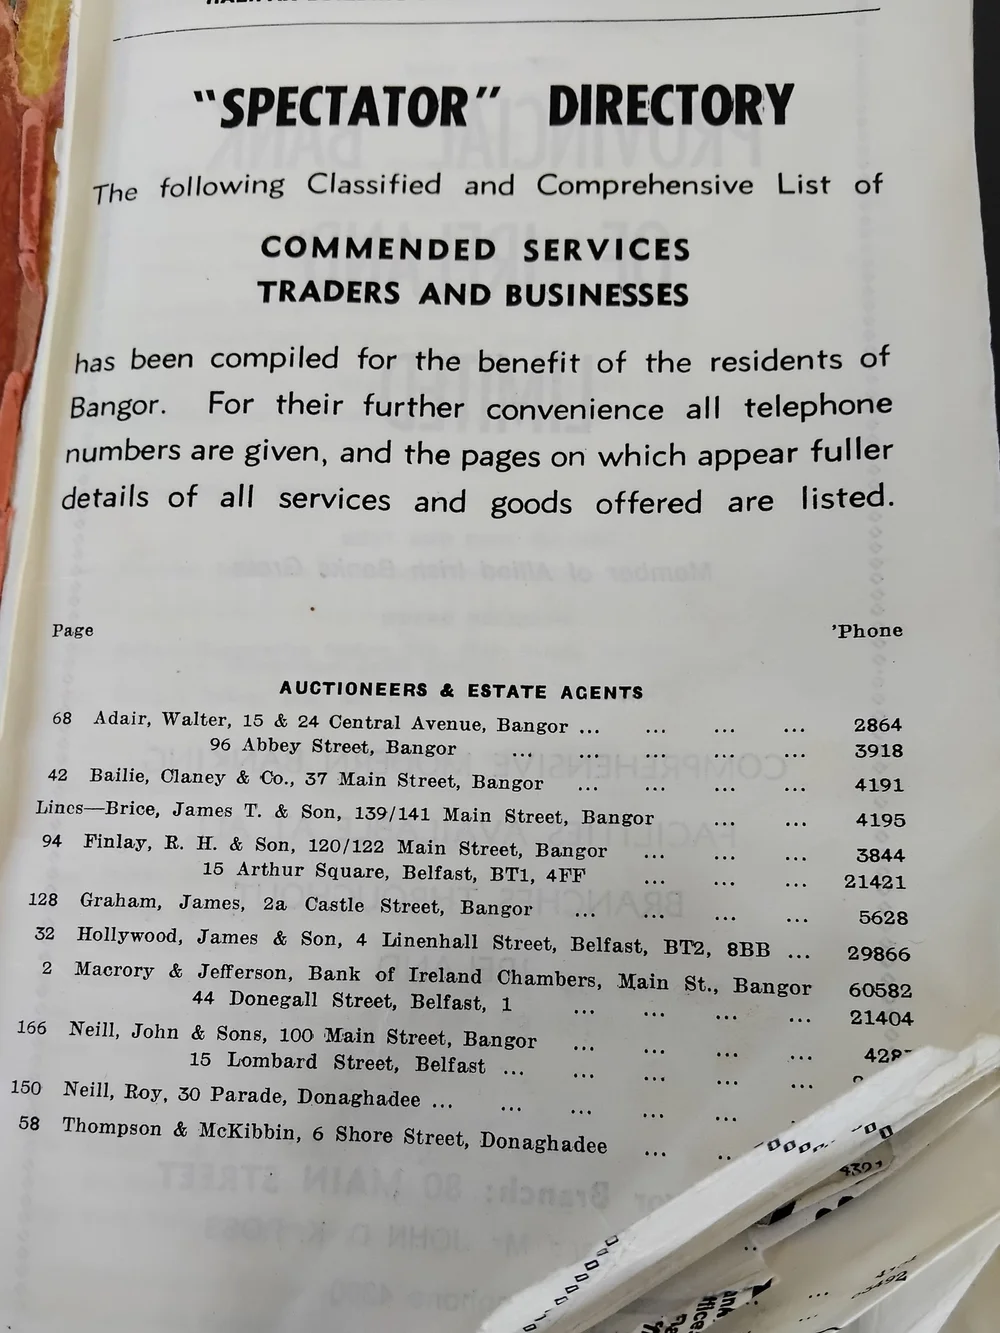 "SPECTATOR" DIRECTORY
The following Classified and Comprehensive List of
COMMENDED SERVICES
TRADERS AND BUSINESSES
has been compiled for the benefit of the residents of
Bangor. For their further convenience all telephone
numbers are given, and the pages on which appear fuller
details of all services and goods offered are listed.
Page 'Phone
AUCTIONEERS & ESTATE AGENTS
68 Adair, Walter, 15 & 24 Central Avenue, Bangor ... ... ... ... 2864
96 Abbey Street, Bangor ... ... ... ... ... 3918
42 Bailie, Claney & Co., 37 Main Street, Bangor ... ... ... ... 4191
Lines—Brice, James T. & Son, 139/141 Main Street, Bangor ... ... 4195
94 Finlay, R. H. & Son, 120/122 Main Street, Bangor ... ... ... 3844
15 Arthur Square, Belfast, BT1, 4FF ... ... ... 21421
128 Graham, James, 2a Castle Street, Bangor ... ... ... ... 5628
32 Hollywood, James & Son, 4 Linenhall Street, Belfast, BT2, 8BB ... 29866
2 Macrory & Jefferson, Bank of Ireland Chambers, Main St., Bangor 60582
44 Donegall Street, Belfast, 1 ... ... ... ... 21404
166 Neill, John & Sons, 100 Main Street, Bangor ... ... ... ...
15 Lombard Street, Belfast ... ... ... ... ...
150 Neill, Roy, 30 Parade, Donaghadee ... ... ... ... ...
58 Thompson & McKibbin, 6 Shore Street, Donaghadee ... ..